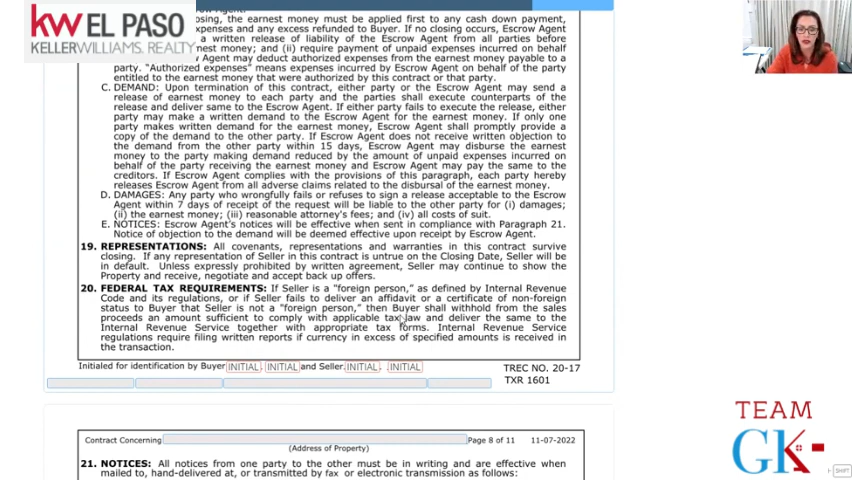 kw EL PASO
KELLERWILLIAMS. REALTY
osing, the earnest money must be applied first to any cash down payment,
xpenses and any excess refunded to Buyer. If no closing occurs, Escrow Agent
a written release of liability of the Escrow Agent from all parties before
nest money; and (ii) require payment of unpaid expenses incurred on behalf
Agent may deduct authorized expenses from the earnest money payable to a
party. “Authorized expenses” means expenses incurred by Escrow Agent on behalf of the party
entitled to the earnest money that were authorized by this contract or that party.
C. DEMAND: Upon termination of this contract, either party or the Escrow Agent may send a
release of earnest money to each party and the parties shall execute counterparts of the
release and deliver same to the Escrow Agent. If either party fails to execute the release, either
party may make a written demand to the Escrow Agent for the earnest money. If only one
party makes written demand for the earnest money, Escrow Agent shall promptly provide a
copy of the demand to the other party. If Escrow Agent does not receive written objection to
the demand from the other party within 15 days, Escrow Agent may disburse the earnest
money to the party making demand reduced by the amount of unpaid expenses incurred on
behalf of the party receiving the earnest money and Escrow Agent may pay the same to the
creditors. If Escrow Agent complies with the provisions of this paragraph, each party hereby
releases Escrow Agent from all adverse claims related to the disbursal of the earnest money.
D. DAMAGES: Any party who wrongfully fails or refuses to sign a release acceptable to the Escrow
Agent within 7 days of receipt of the request will be liable to the other party for (i) damages;
(ii) the earnest money; (iii) reasonable attorney's fees; and (iv) all costs of suit.
E. NOTICES: Escrow Agent's notices will be effective when sent in compliance with Paragraph 21.
Notice of objection to the demand will be deemed effective upon receipt by Escrow Agent.
19. REPRESENTATIONS: All covenants, representations and warranties in this contract survive
closing. If any representation of Seller in this contract is untrue on the Closing Date, Seller will be
in default. Unless expressly prohibited by written agreement, Seller may continue to show the
Property and receive, negotiate and accept back up offers.
20. FEDERAL TAX REQUIREMENTS: If Seller is a "foreign person," as defined by Internal Revenue
Code and its regulations, or if Seller fails to deliver an affidavit or a certificate of non-foreign
status to Buyer that Seller is not a "foreign person," then Buyer shall withhold from the sales
proceeds an amount sufficient to comply with applicable tax law and deliver the same to the
Internal Revenue Service together with appropriate tax forms. Internal Revenue Service
regulations require filing written reports if currency in excess of specified amounts is received in
the transaction.
Initialed for identification by Buyer INITIAL INITIAL and Seller INITIAL INITIAL
TREC NO. 20-17
TXR 1601
Contract Concerning Page 8 of 11 11-07-2022
(Address of Property)
21. NOTICES: All notices from one party to the other must be in writing and are effective when
mailed to, hand-delivered at, or transmitted by fax or electronic transmission as follows:
TEAM
GK
SHIFT